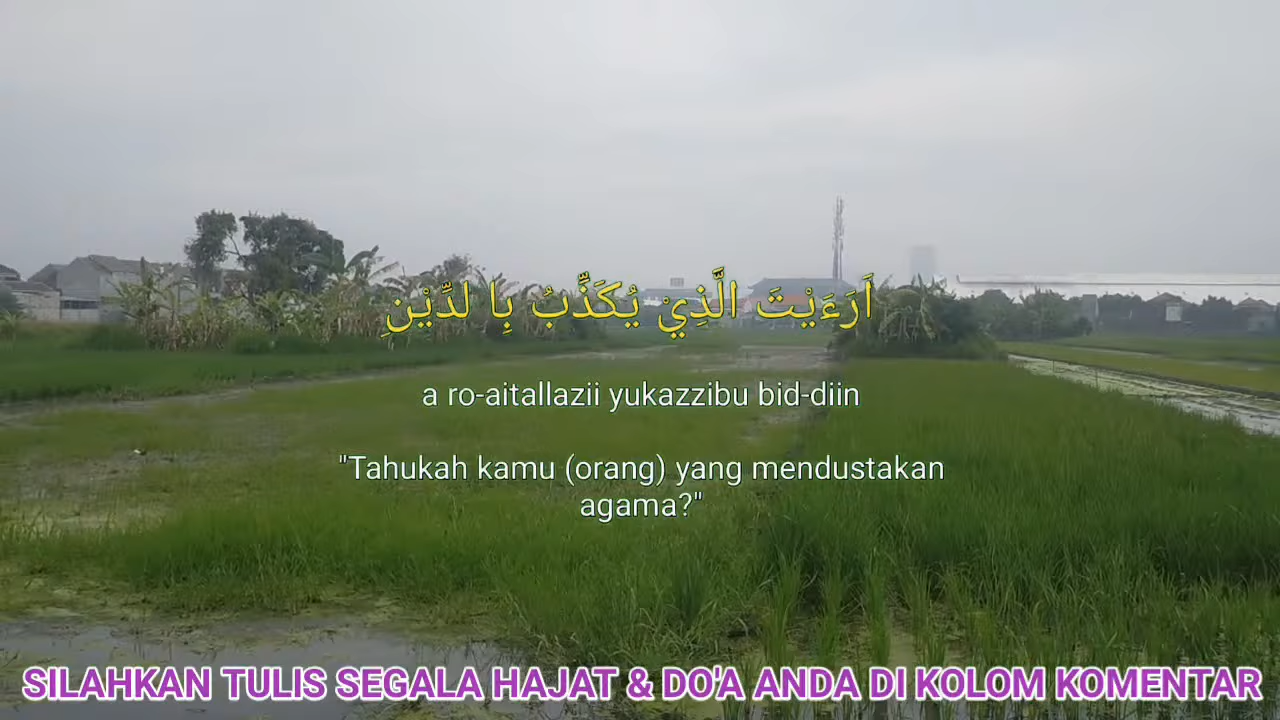 اَرَءَيْتَ الَّذِيْ يُكَذِّبُ بِا لدِّيْنِ
a ro-aitallazii yukazzibu bid-diin
"Tahukah kamu (orang) yang mendustakan
agama?"
SILAHKAN TULIS SEGALA HAJAT & DO'A ANDA DI KOLOM KOMENTAR